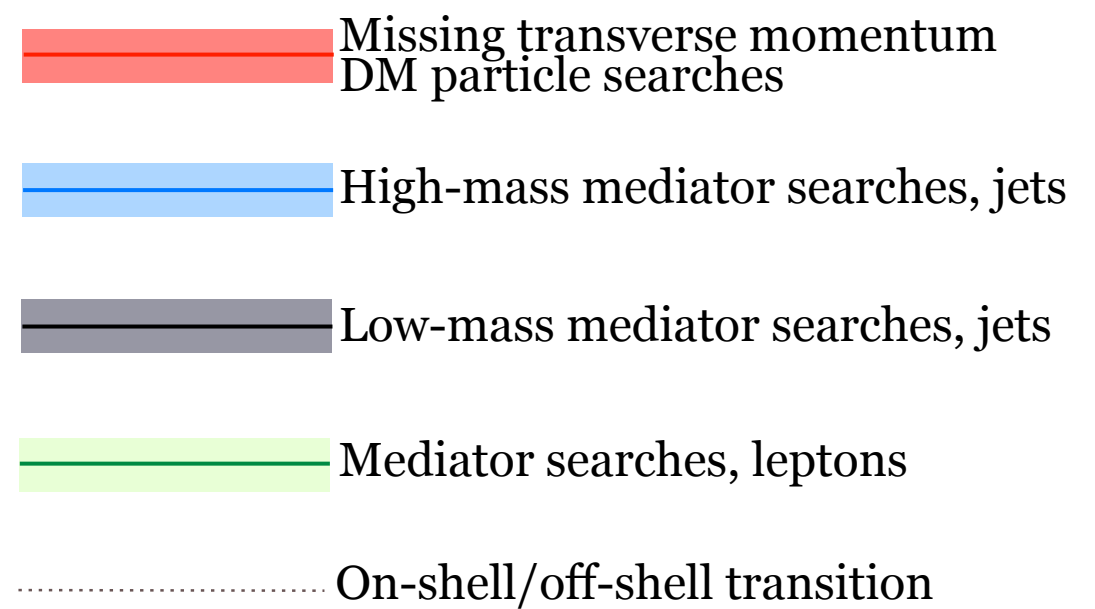 Missing transverse momentum
DM particle searches
High-mass mediator searches, jets
Low-mass mediator searches, jets
Mediator searches, leptons
On-shell/off-shell transition